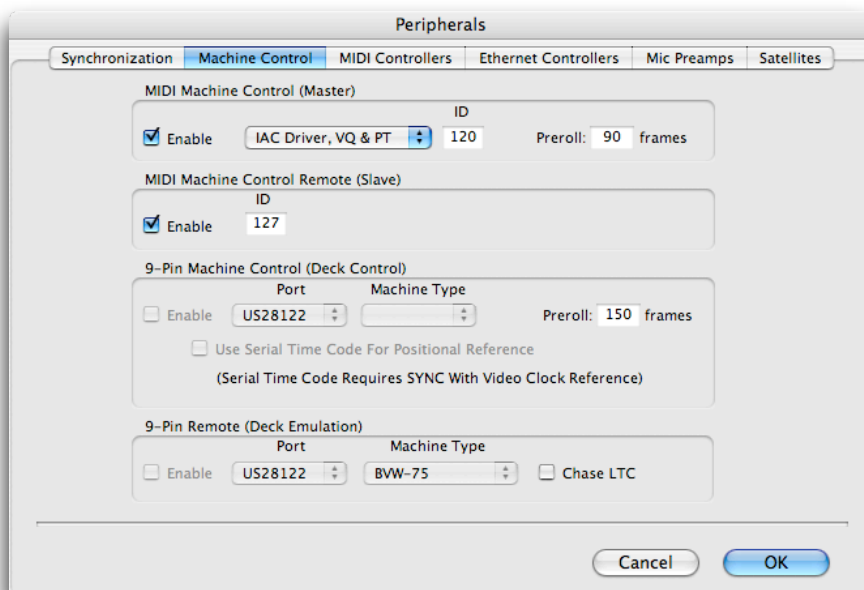 Peripherals
Synchronization Machine Control MIDI Controllers Ethernet Controllers Mic Preamps Satellites
MIDI Machine Control (Master)
ID
Enable IAC Driver, VQ & PT 120 Preroll: 90 frames
MIDI Machine Control Remote (Slave)
ID
Enable 127
9-Pin Machine Control (Deck Control)
Port Machine Type
Enable US28122 Preroll: 150 frames
Use Serial Time Code For Positional Reference
(Serial Time Code Requires SYNC With Video Clock Reference)
9-Pin Remote (Deck Emulation)
Port Machine Type
Enable US28122 BVW-75 Chase LTC
Cancel OK